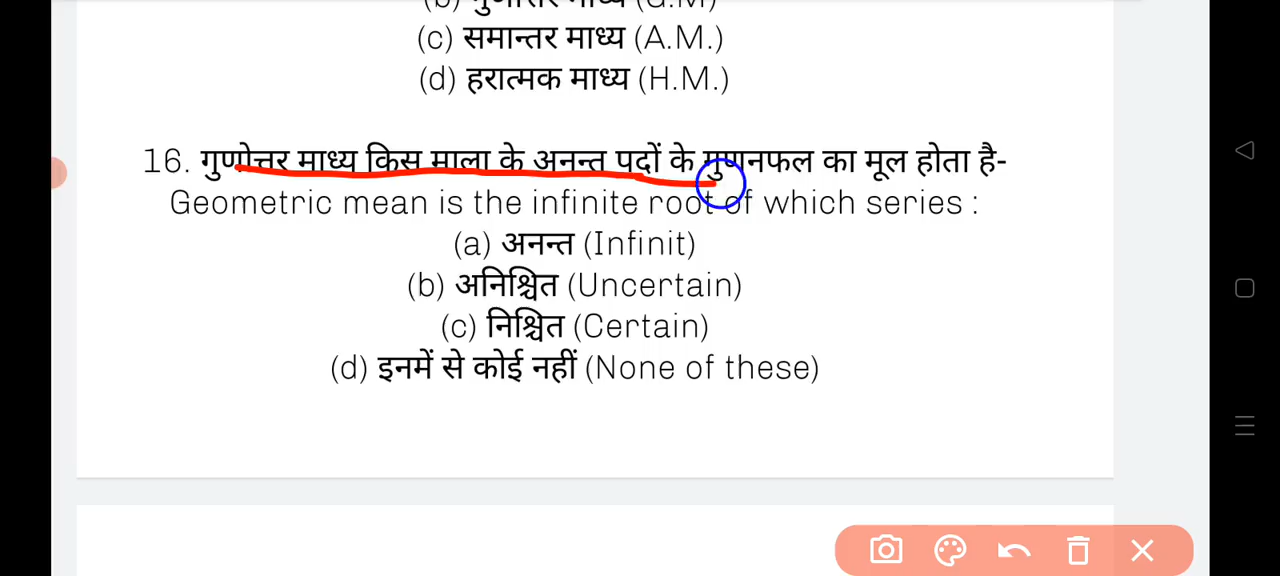 (b) गुणोत्तर माध्य (G.M)
(c) समान्तर माध्य (A.M.)
(d) हरात्मक माध्य (H.M.)
16. गुणोत्तर माध्य किस माला के अनन्त पदों के गुणनफल का मूल होता है-
Geometric mean is the infinite root of which series :
(a) अनन्त (Infinit)
(b) अनिश्चित (Uncertain)
(c) निश्चित (Certain)
(d) इनमें से कोई नहीं (None of these)